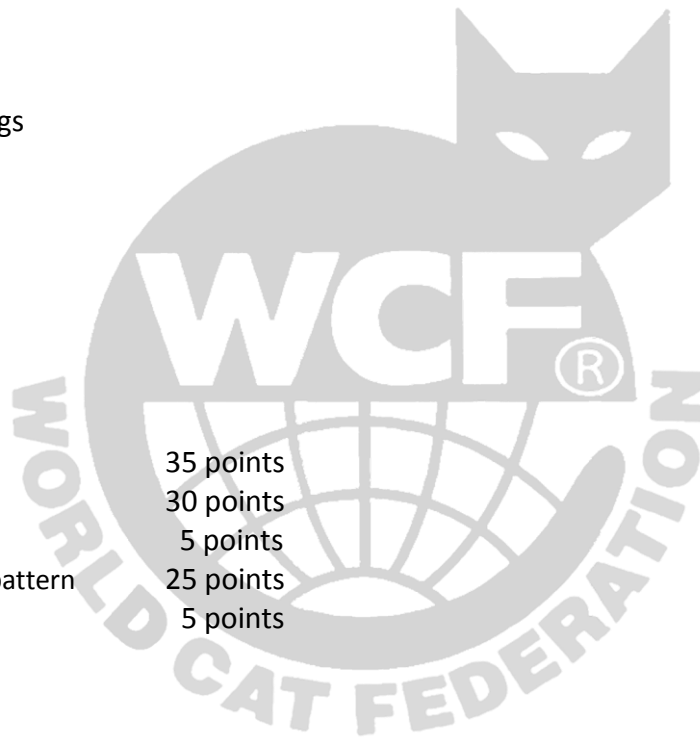 gs
WCF®
35 points
30 points
5 points
pattern 25 points
5 points
WORLD CAT FEDERATION